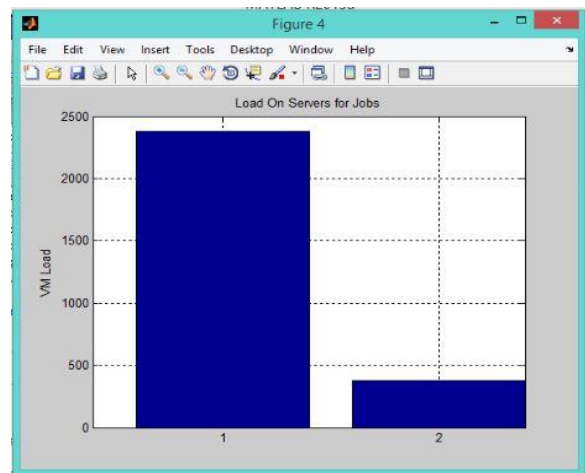 Figure 4
File Edit View Insert Tools Desktop Window Help
Load On Servers for Jobs
2500
2000
1500
1000
500
0
VM Load
1 2